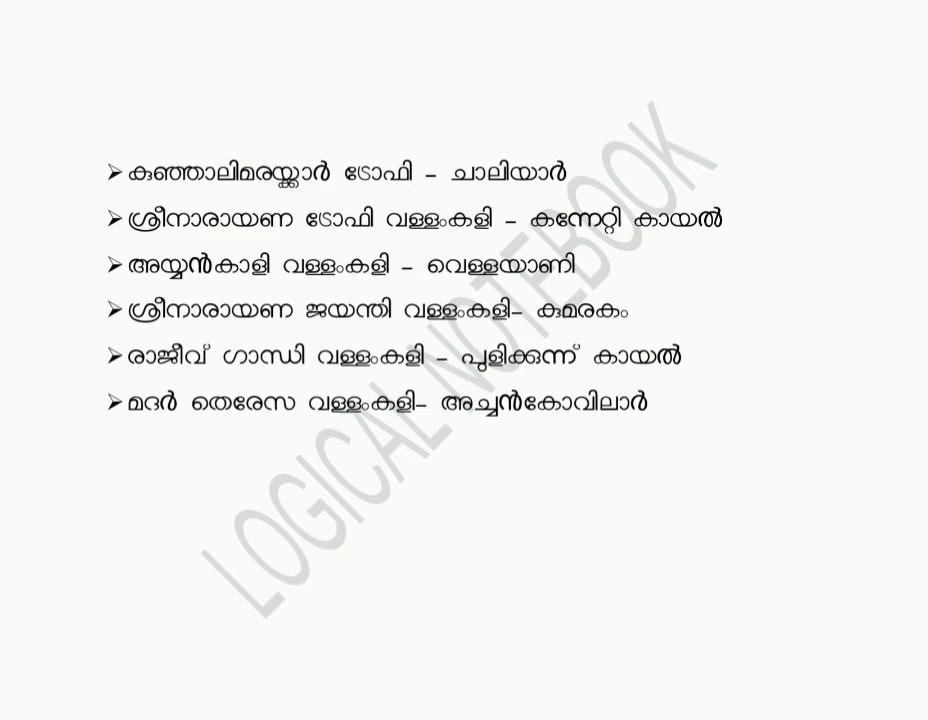 ➢കുഞ്ഞാലിമരയ്ക്കാർ ട്രോഫി – ചാലിയാർ
➢ശ്രീനാരായണ ട്രോഫി വള്ളംകളി – കന്നേറ്റി കായൽ
➢അയ്യൻകാളി വള്ളംകളി – വെള്ളയാണി
➢ശ്രീനാരായണ ജയന്തി വള്ളംകളി– കുമരകം
➢രാജീവ് ഗാന്ധി വള്ളംകളി – പുളിക്കുന്ന് കായൽ
➢മദർ തെരേസ വള്ളംകളി– അച്ചൻകോവിലാർ
LOGICAL NOTEBOOK